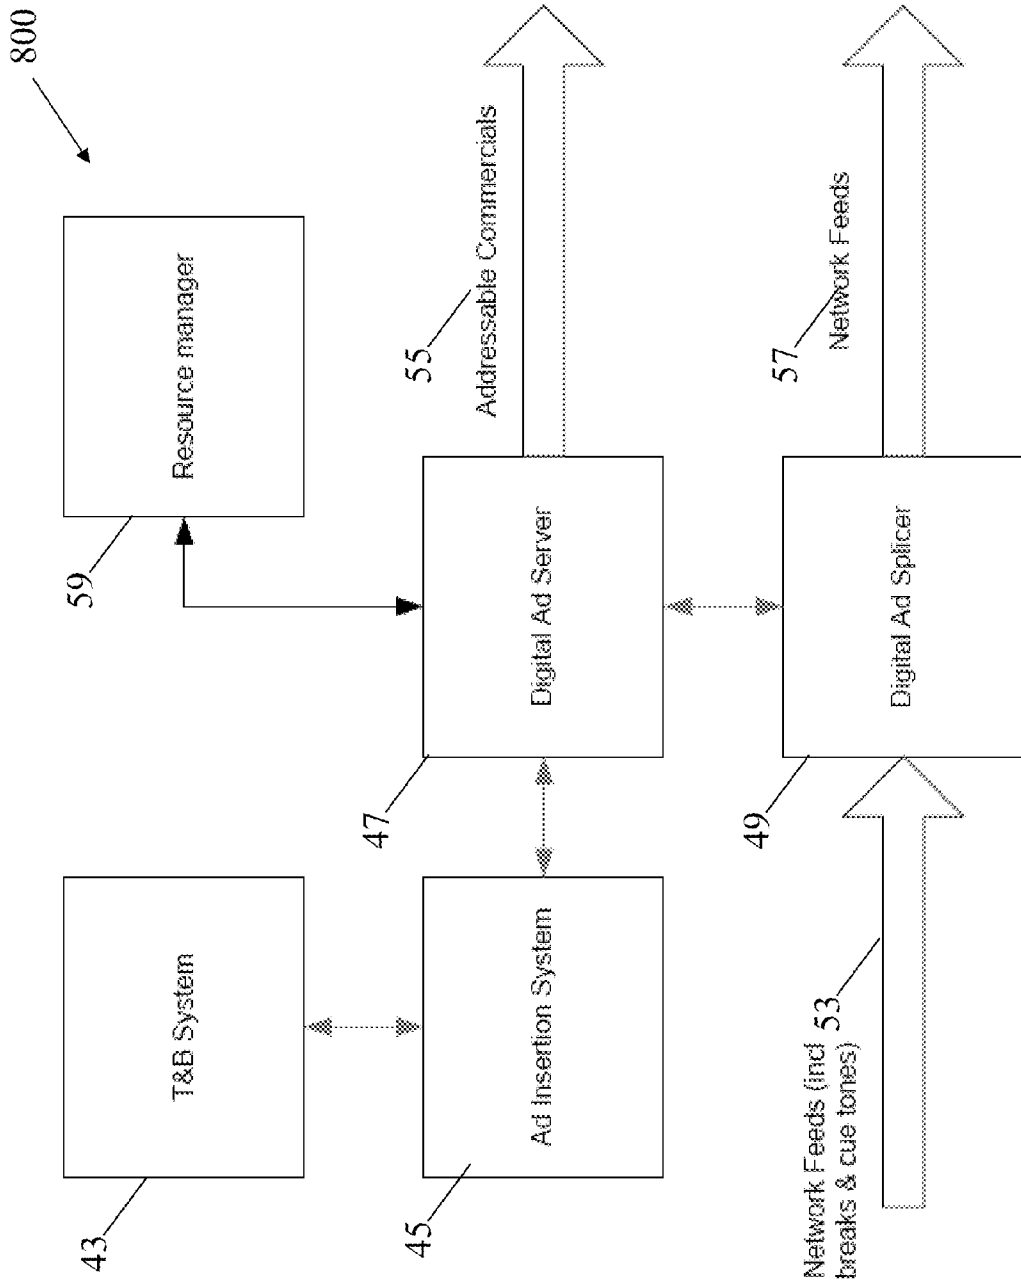 800
T&B System
43
Resource manager
59
Ad Insertion System
45
Digital Ad Server
47
55
Addressable Commercials
Network Feeds (incl
breaks & cue tones)
53
Digital Ad Splicer
49
57
Network Feeds